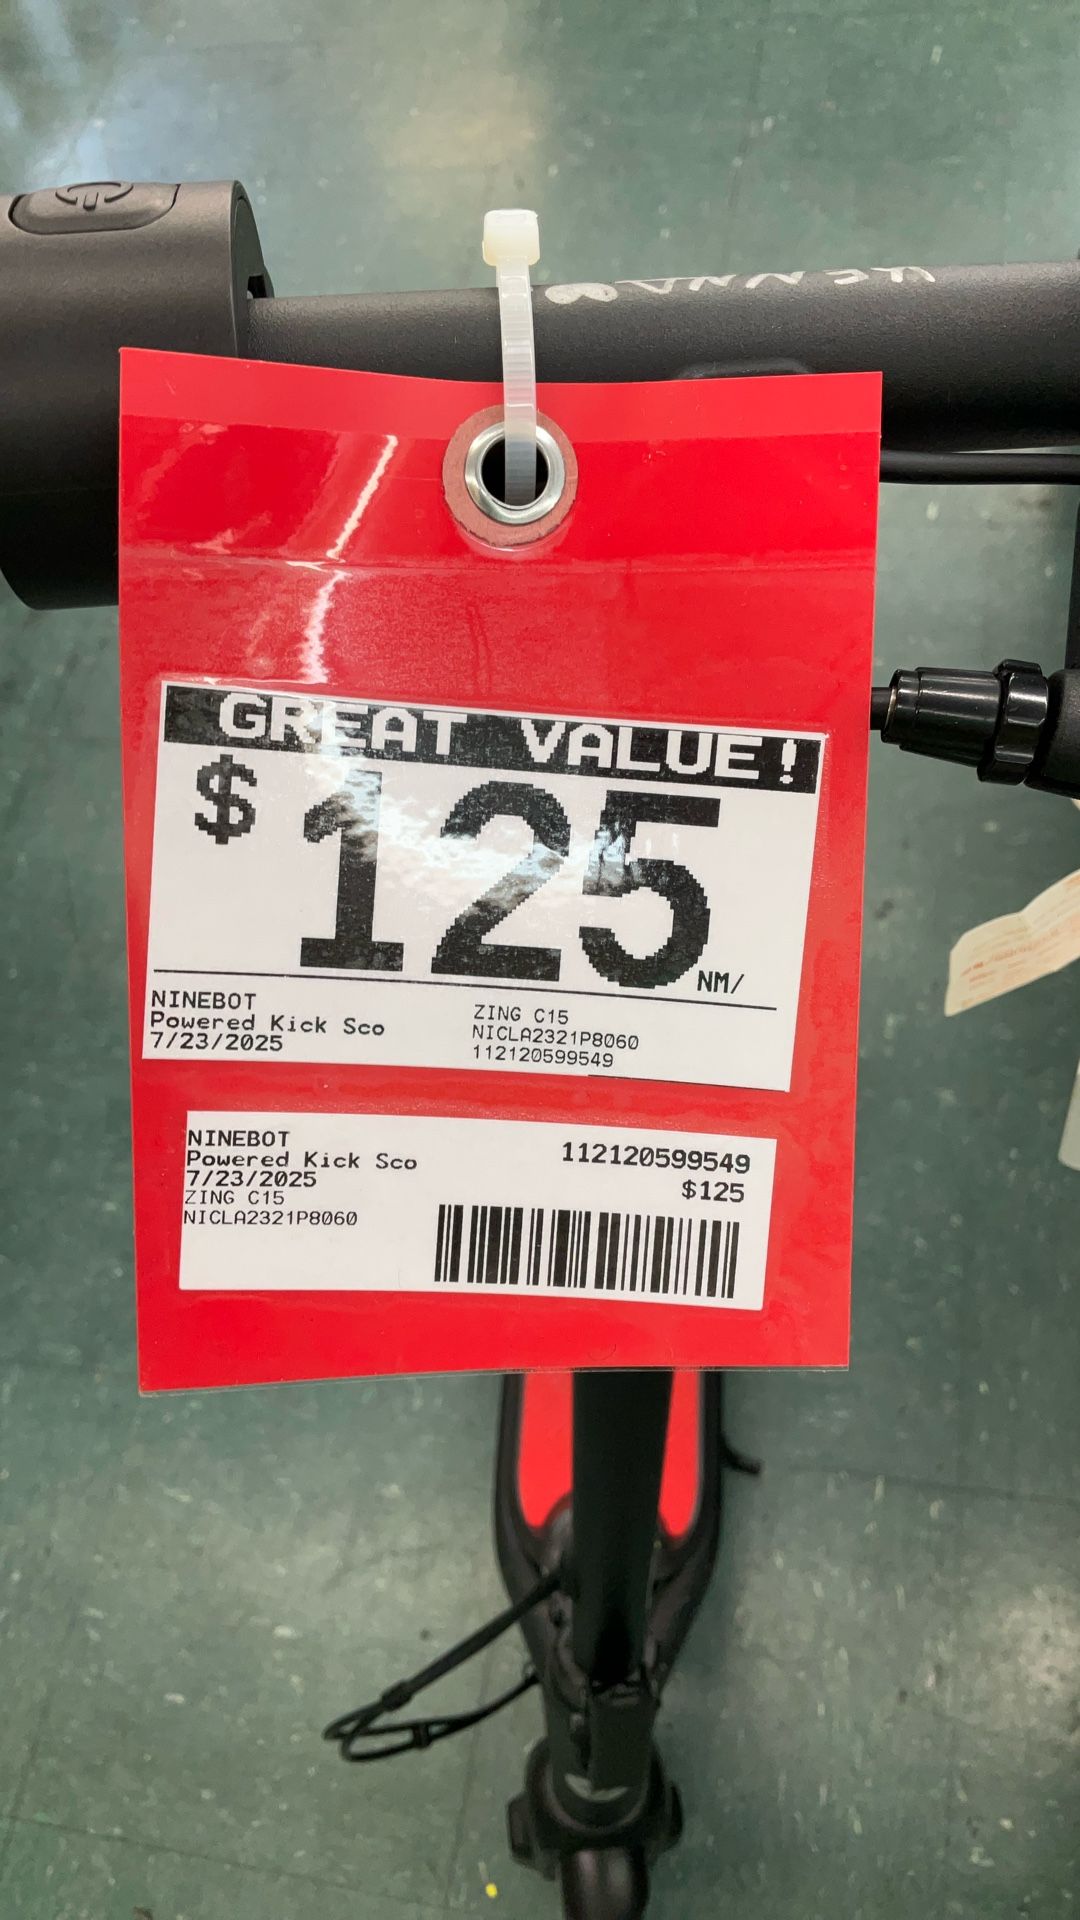 KENNA
GREAT VALUE!
$125 NM/
NINEBOT
Powered Kick Sco
7/23/2025
ZING C15
NICLA2321P8060
112120599549
NINEBOT
Powered Kick Sco
7/23/2025
ZING C15
NICLA2321P8060
112120599549
$125